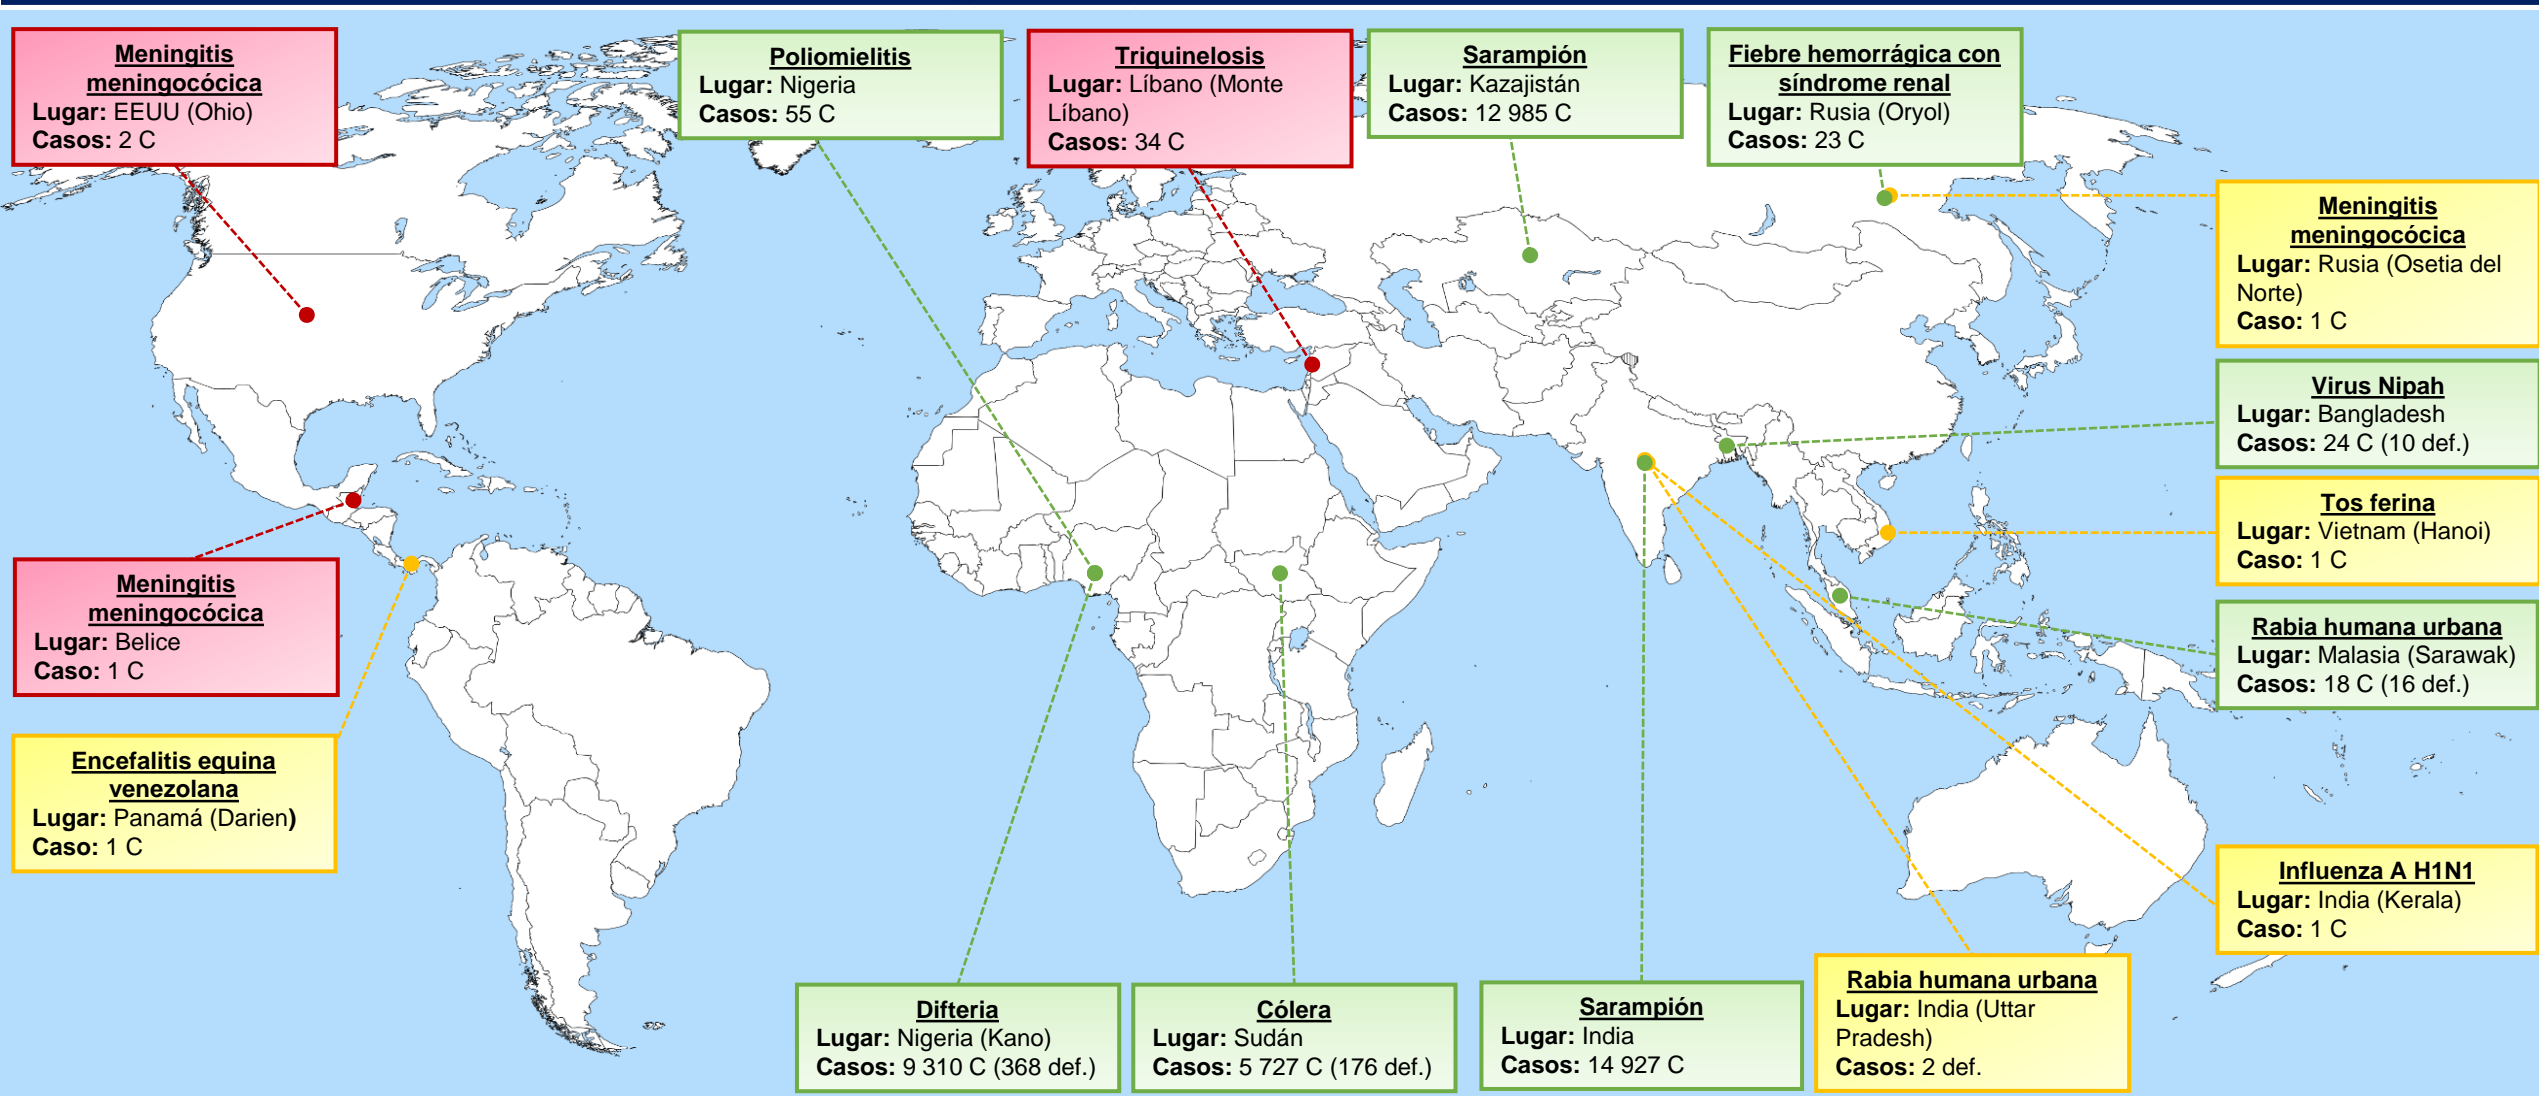 Meningitis
meningocócica
Lugar: EEUU (Ohio)
Casos: 2 C
Poliomielitis
Lugar: Nigeria
Casos: 55 C
Triquinelosis
Lugar: Líbano (Monte
Líbano)
Casos: 34 C
Sarampión
Lugar: Kazajistán
Casos: 12 985 C
Fiebre hemorrágica con
síndrome renal
Lugar: Rusia (Oryol)
Casos: 23 C
Meningitis
meningocócica
Lugar: Rusia (Osetia del
Norte)
Caso: 1 C
Virus Nipah
Lugar: Bangladesh
Casos: 24 C (10 def.)
Tos ferina
Lugar: Vietnam (Hanoi)
Caso: 1 C
Meningitis
meningocócica
Lugar: Belice
Caso: 1 C
Rabia humana urbana
Lugar: Malasia (Sarawak)
Casos: 18 C (16 def.)
Encefalitis equina
venezolana
Lugar: Panamá (Darien)
Caso: 1 C
Influenza A H1N1
Lugar: India (Kerala)
Caso: 1 C
Difteria
Lugar: Nigeria (Kano)
Casos: 9 310 C (368 def.)
Cólera
Lugar: Sudán
Casos: 5 727 C (176 def.)
Sarampión
Lugar: India
Casos: 14 927 C
Rabia humana urbana
Lugar: India (Uttar
Pradesh)
Casos: 2 def.